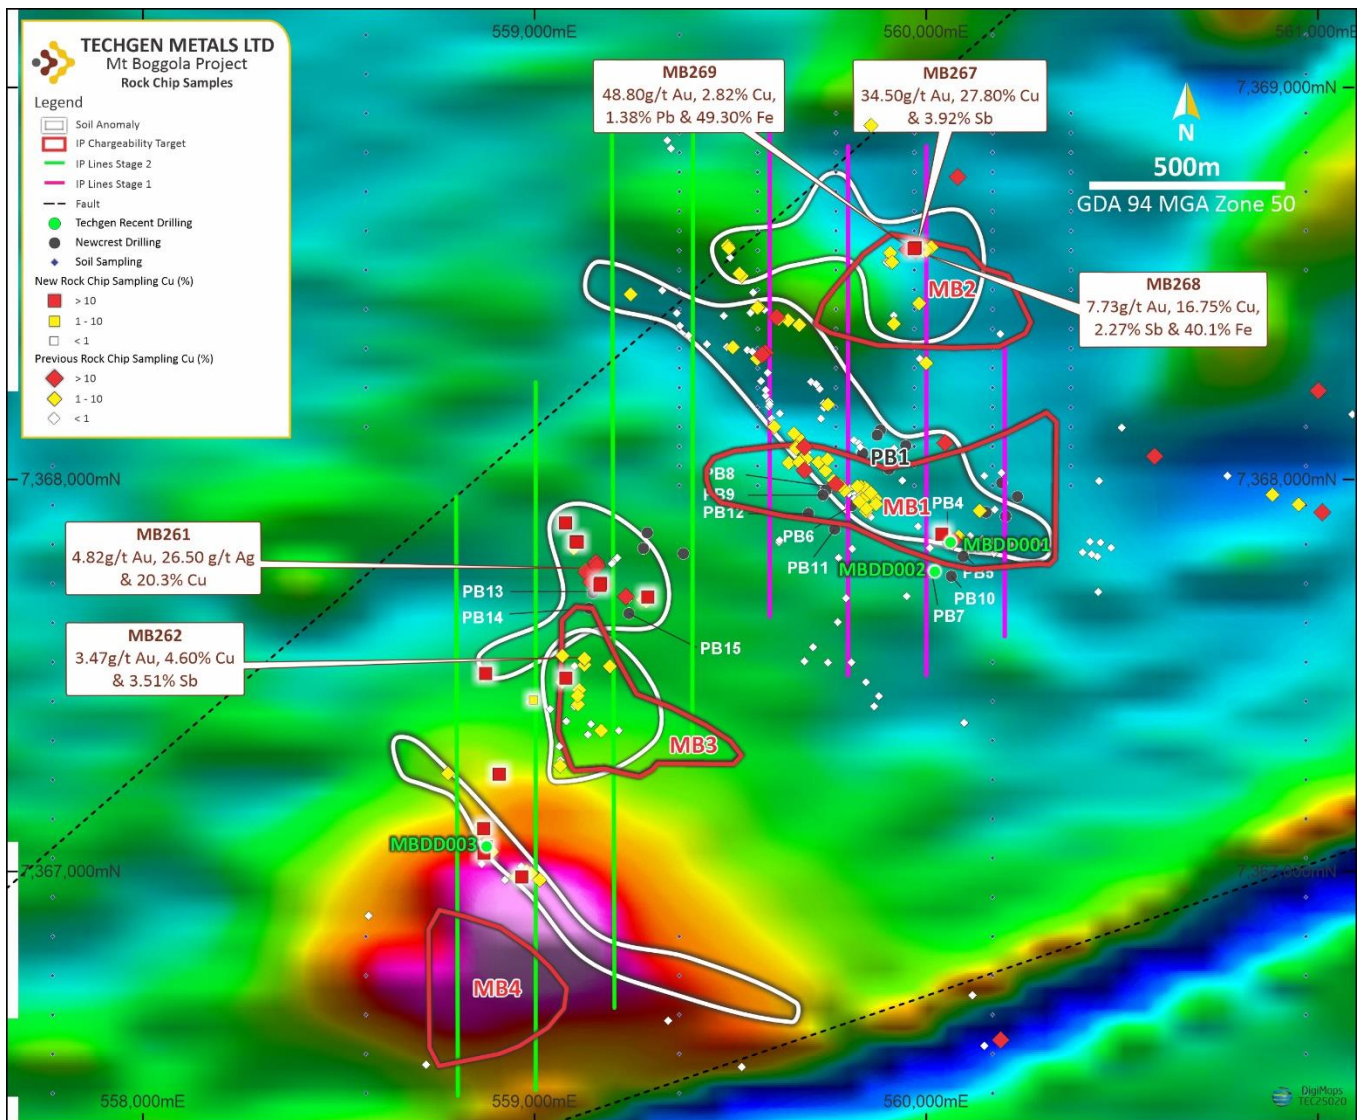 559,000mE
560,000mE
561,000mE
TECHGEN METALS LTD
Mt Boggola Project
Rock Chip Samples
Legend
Soil Anomaly
IP Chargeability Target
IP Lines Stage 2
IP Lines Stage 1
Fault
Techgen Recent Drilling
Newcrest Drilling
Soil Sampling
New Rock Chip Sampling Cu (%)
> 10
1 - 10
< 1
Previous Rock Chip Sampling Cu (%)
> 10
1 - 10
< 1
MB269
48.80g/t Au, 2.82% Cu,
1.38% Pb & 49.30% Fe
MB267
34.50g/t Au, 27.80% Cu
& 3.92% Sb
7,369,000mN
N
500m
GDA 94 MGA Zone 50
MB2
MB268
7.73g/t Au, 16.75% Cu,
2.27% Sb & 40.1% Fe
7,368,000mN
7,368,000mN
PB1
PB8
PB9
PB12
MB1
PB4
PB6
MBDD001
PB11
MBDD002
PB5
PB10
PB7
MB261
4.82g/t Au, 26.50 g/t Ag
& 20.3% Cu
PB13
PB14
PB15
MB262
3.47g/t Au, 4.60% Cu
& 3.51% Sb
MB3
MBDD003
7,367,000mN
7,367,000mN
MB4
558,000mE
559,000mE
560,000mE
DigiMaps
TEC25020